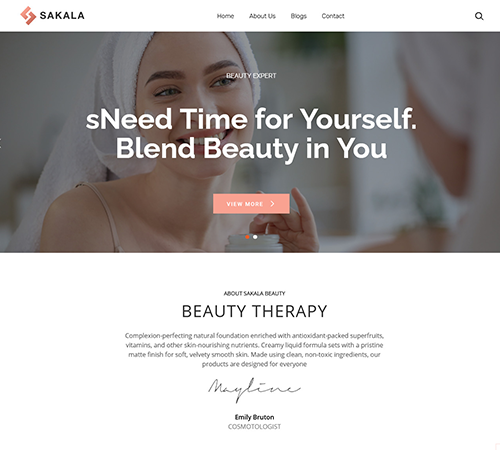 SAKALA
Home About Us Blogs Contact
BEAUTY EXPERT
sNeed Time for Yourself.
Blend Beauty in You
VIEW MORE
ABOUT SAKALA BEAUTY
BEAUTY THERAPY
Complexion-perfecting natural foundation enriched with antioxidant-packed superfruits,
vitamins, and other skin-nourishing nutrients. Creamy liquid formula sets with a pristine
matte finish for soft, velvety smooth skin. Made using clean, non-toxic ingredients, our
products are designed for everyone
Mayline
Emily Bruton
COSMOTOLOGIST